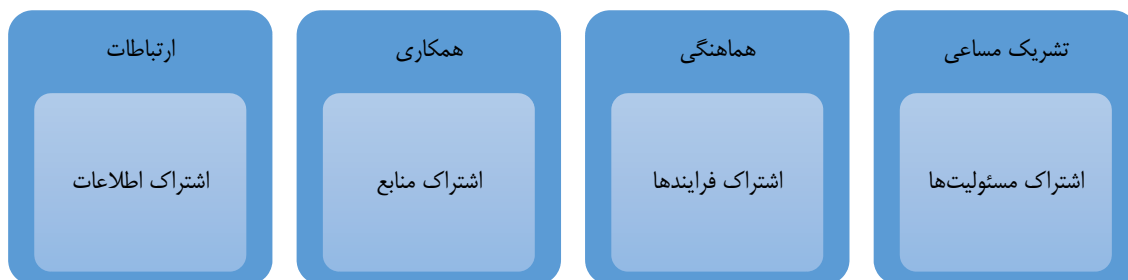 تشریک مساعی
اشتراک مسئولیت‌ها
هماهنگی
اشتراک فرایندها
همکاری
اشتراک منابع
ارتباطات
اشتراک اطلاعات